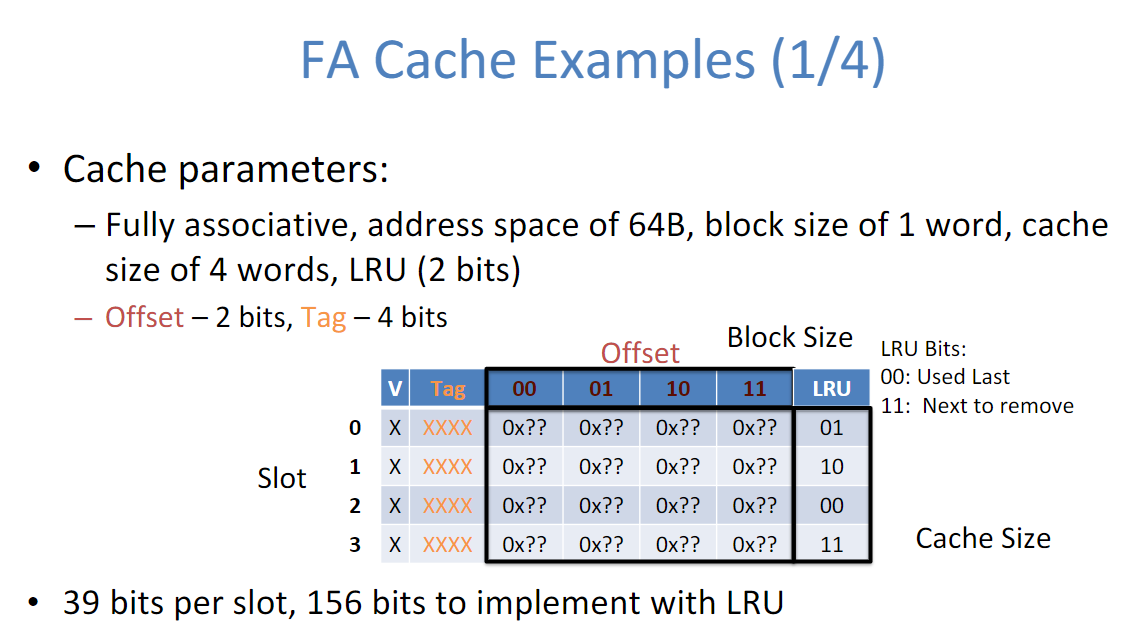 FA Cache Examples (1/4)
• Cache parameters:
– Fully associative, address space of 64B, block size of 1 word, cache
size of 4 words, LRU (2 bits)
– Offset – 2 bits, Tag – 4 bits
Offset
Block Size
LRU Bits:
00: Used Last
11: Next to remove
V Tag 00 01 10 11 LRU
0 X XXXX 0x?? 0x?? 0x?? 0x?? 01
1 X XXXX 0x?? 0x?? 0x?? 0x?? 10
2 X XXXX 0x?? 0x?? 0x?? 0x?? 00
3 X XXXX 0x?? 0x?? 0x?? 0x?? 11
Slot
Cache Size
• 39 bits per slot, 156 bits to implement with LRU